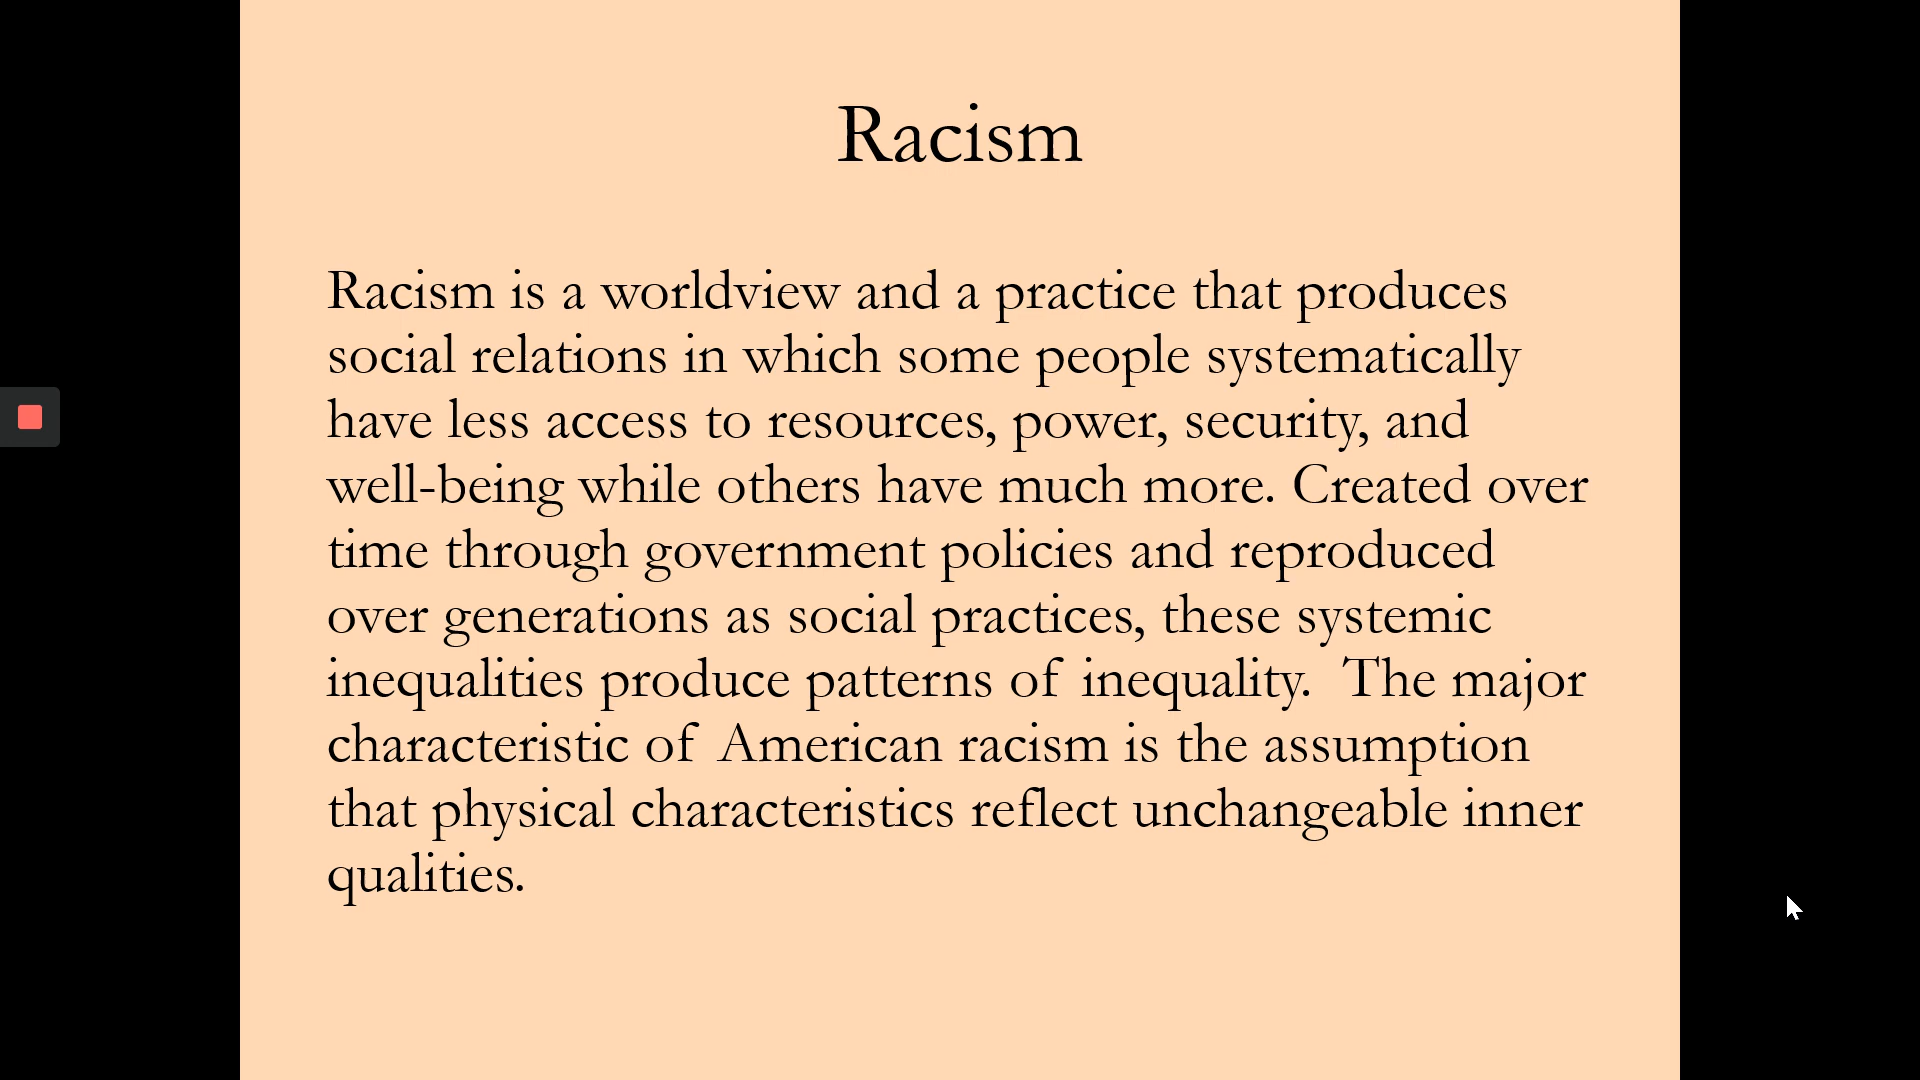 Racism
Racism is a worldview and a practice that produces
social relations in which some people systematically
have less access to resources, power, security, and
well-being while others have much more. Created over
time through government policies and reproduced
over generations as social practices, these systemic
inequalities produce patterns of inequality.  The major
characteristic of American racism is the assumption
that physical characteristics reflect unchangeable inner
qualities.